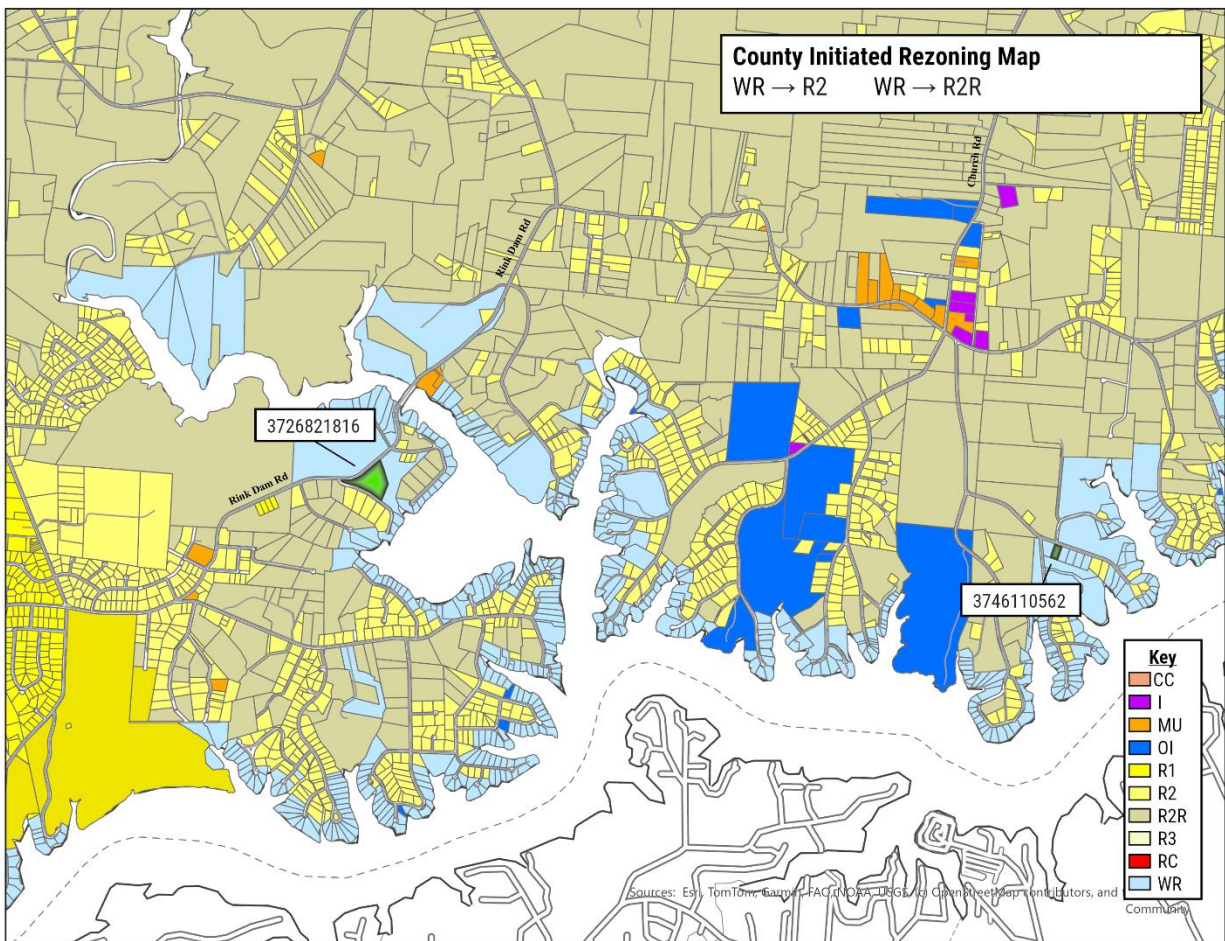 County Initiated Rezoning Map
WR → R2 WR → R2R
Church Rd
Rink Dam Rd
3726821816
Rink Dam Rd
3746110562
Key
CC
I
MU
OI
R1
R2
R2R
R3
RC
WR
Sources: Esri, TomTom, Garmin, FAO, NOAA, USGS, (c) OpenStreetMap contributors, and
Community